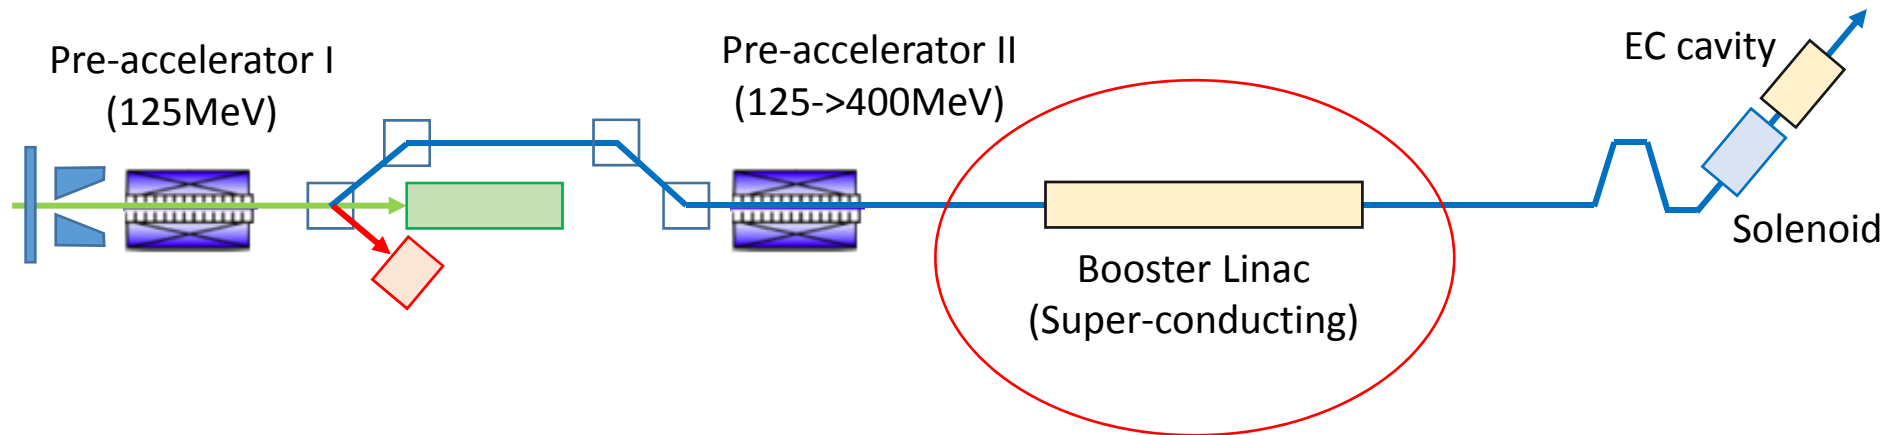 Pre-accelerator I
(125MeV)
Pre-accelerator II
(125->400MeV)
EC cavity
Solenoid
Booster Linac
(Super-conducting)